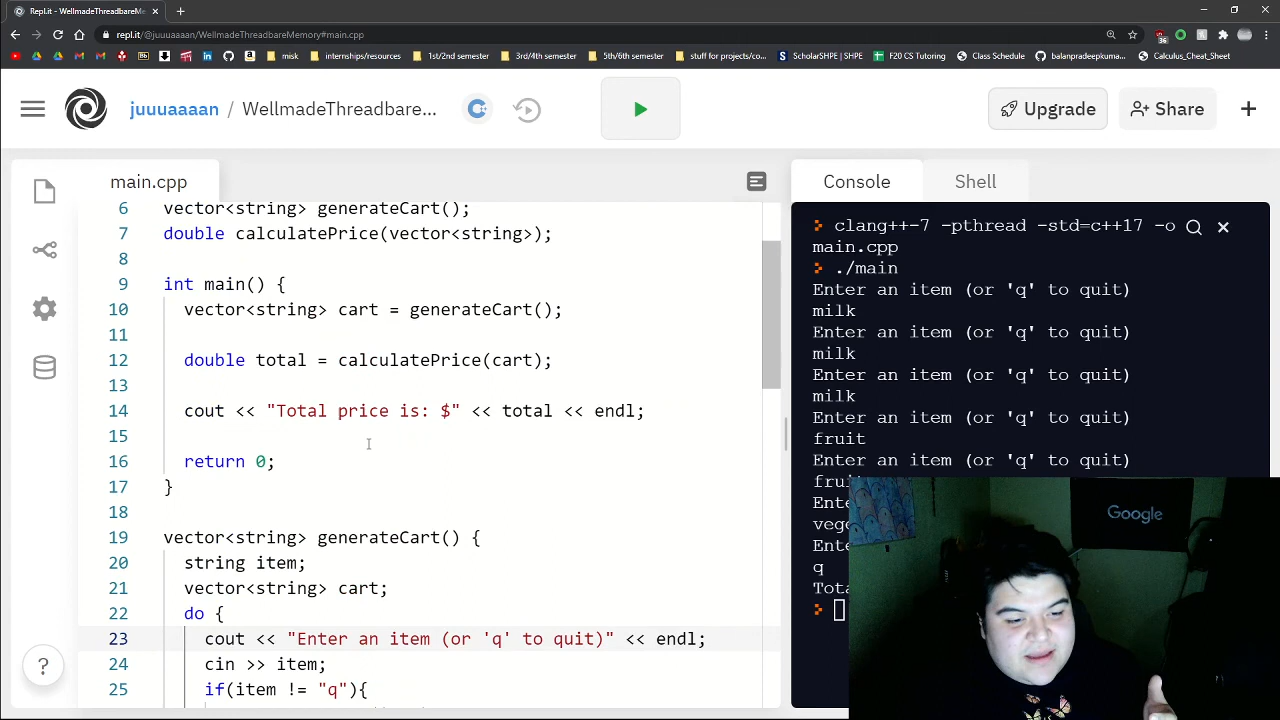 Repl.it - WellmadeThreadbareMe
repl.it/@juuuaaaan/WellmadeThreadbareMemory#main.cpp
36
misk
internships/resources
1st/2nd semester
3rd/4th semester
5th/6th semester
stuff for projects/co...
ScholarSHPE | SHPE
F20 CS Tutoring
Class Schedule
balanpradeepkuma...
Calculus_Cheat_Sheet
juuuaaaan / WellmadeThreadbare...
Upgrade
Share
main.cpp
6 vector<string> generateCart();
7 double calculatePrice(vector<string>);
8
9 int main() {
10 vector<string> cart = generateCart();
11
12 double total = calculatePrice(cart);
13
14 cout << "Total price is: $" << total << endl;
15
16 return 0;
17 }
18
19 vector<string> generateCart() {
20 string item;
21 vector<string> cart;
22 do {
23 cout << "Enter an item (or 'q' to quit)" << endl;
24 cin >> item;
25 if(item != "q"){
Console
Shell
clang++-7 -pthread -std=c++17 -o
main.cpp
./main
Enter an item (or 'q' to quit)
milk
Enter an item (or 'q' to quit)
milk
Enter an item (or 'q' to quit)
milk
Enter an item (or 'q' to quit)
fruit
Enter an item (or 'q' to quit)
frui
Ente
vege
Ente
q
Tota
Google